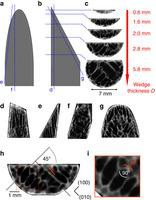 a
b
c
0.8 mm
1.6 mm
2.0 mm
2.8 mm
5.8 mm
Wedge
thickness D
7 mm
e
f
d
g
d
e
f
g
h
45°
(100)
(010)
1 mm
i
90°